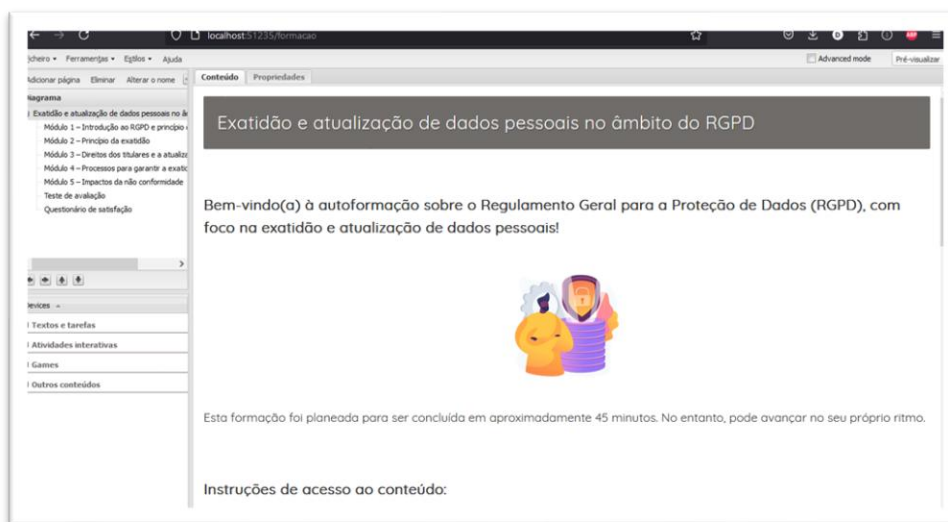 localhost:51235/formacao
Ficheiro Ferramentas Estilos Ajuda
Advanced mode
Pré-visualizar
Adicionar página Eliminar Alterar o nome
Conteúdo Propriedades
Diagrama
Exatidão e atualização de dados pessoais no
Módulo 1 – Introdução ao RGPD e princípio
Módulo 2 – Princípio da exatidão
Módulo 3 – Direitos dos titulares e a atualiza
Módulo 4 – Processos para garantir a exatid
Módulo 5 – Impactos da não conformidade
Teste de avaliação
Questionário de satisfação
Devices
Textos e tarefas
Atividades interativas
Games
Outros conteúdos
Exatidão e atualização de dados pessoais no âmbito do RGPD
Bem-vindo(a) à autoformação sobre o Regulamento Geral para a Proteção de Dados (RGPD), com
foco na exatidão e atualização de dados pessoais!
Esta formação foi planeada para ser concluída em aproximadamente 45 minutos. No entanto, pode avançar no seu próprio ritmo.
Instruções de acesso ao conteúdo: